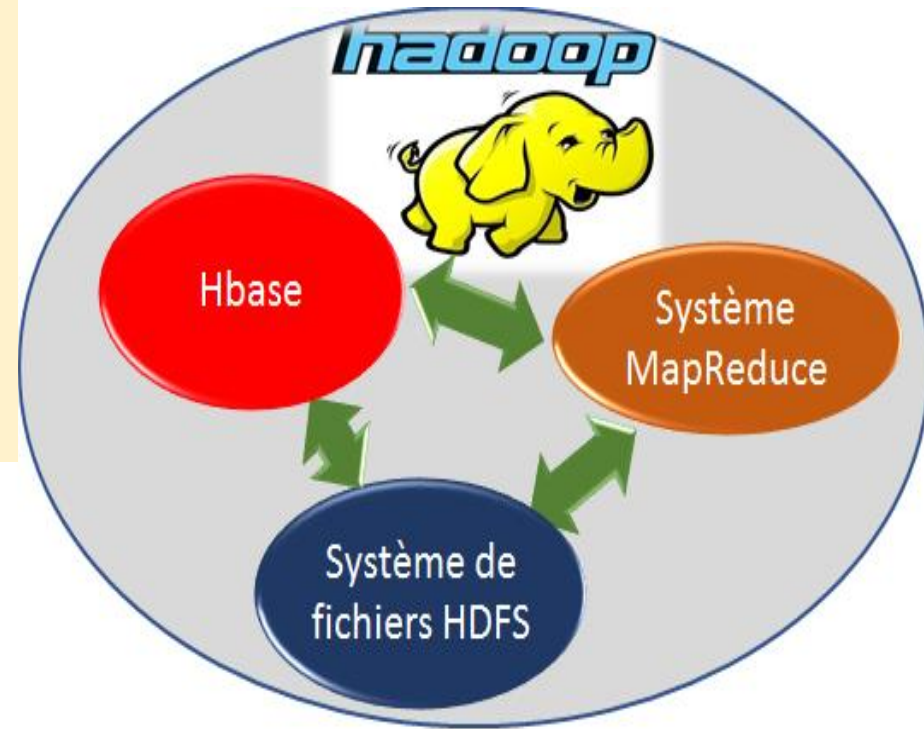 hadoop
Hbase
Système
MapReduce
Système de
fichiers HDFS